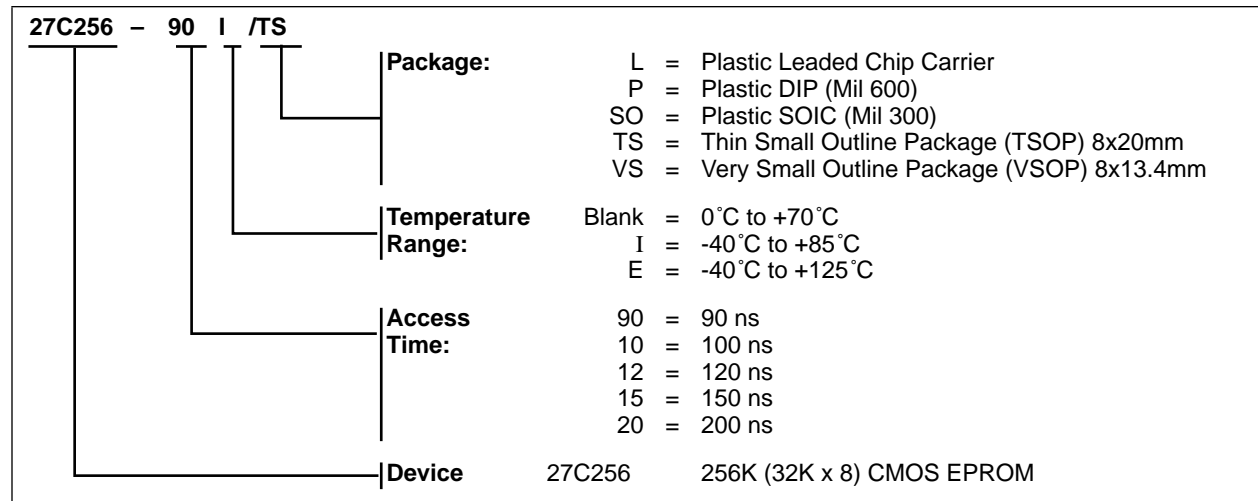 27C256 – 90 I /TS
Package: L = Plastic Leaded Chip Carrier
P = Plastic DIP (Mil 600)
SO = Plastic SOIC (Mil 300)
TS = Thin Small Outline Package (TSOP) 8x20mm
VS = Very Small Outline Package (VSOP) 8x13.4mm
Temperature Blank = 0˚C to +70˚C
Range: I = -40˚C to +85˚C
E = -40˚C to +125˚C
Access 90 = 90 ns
Time: 10 = 100 ns
12 = 120 ns
15 = 150 ns
20 = 200 ns
Device 27C256 256K (32K x 8) CMOS EPROM